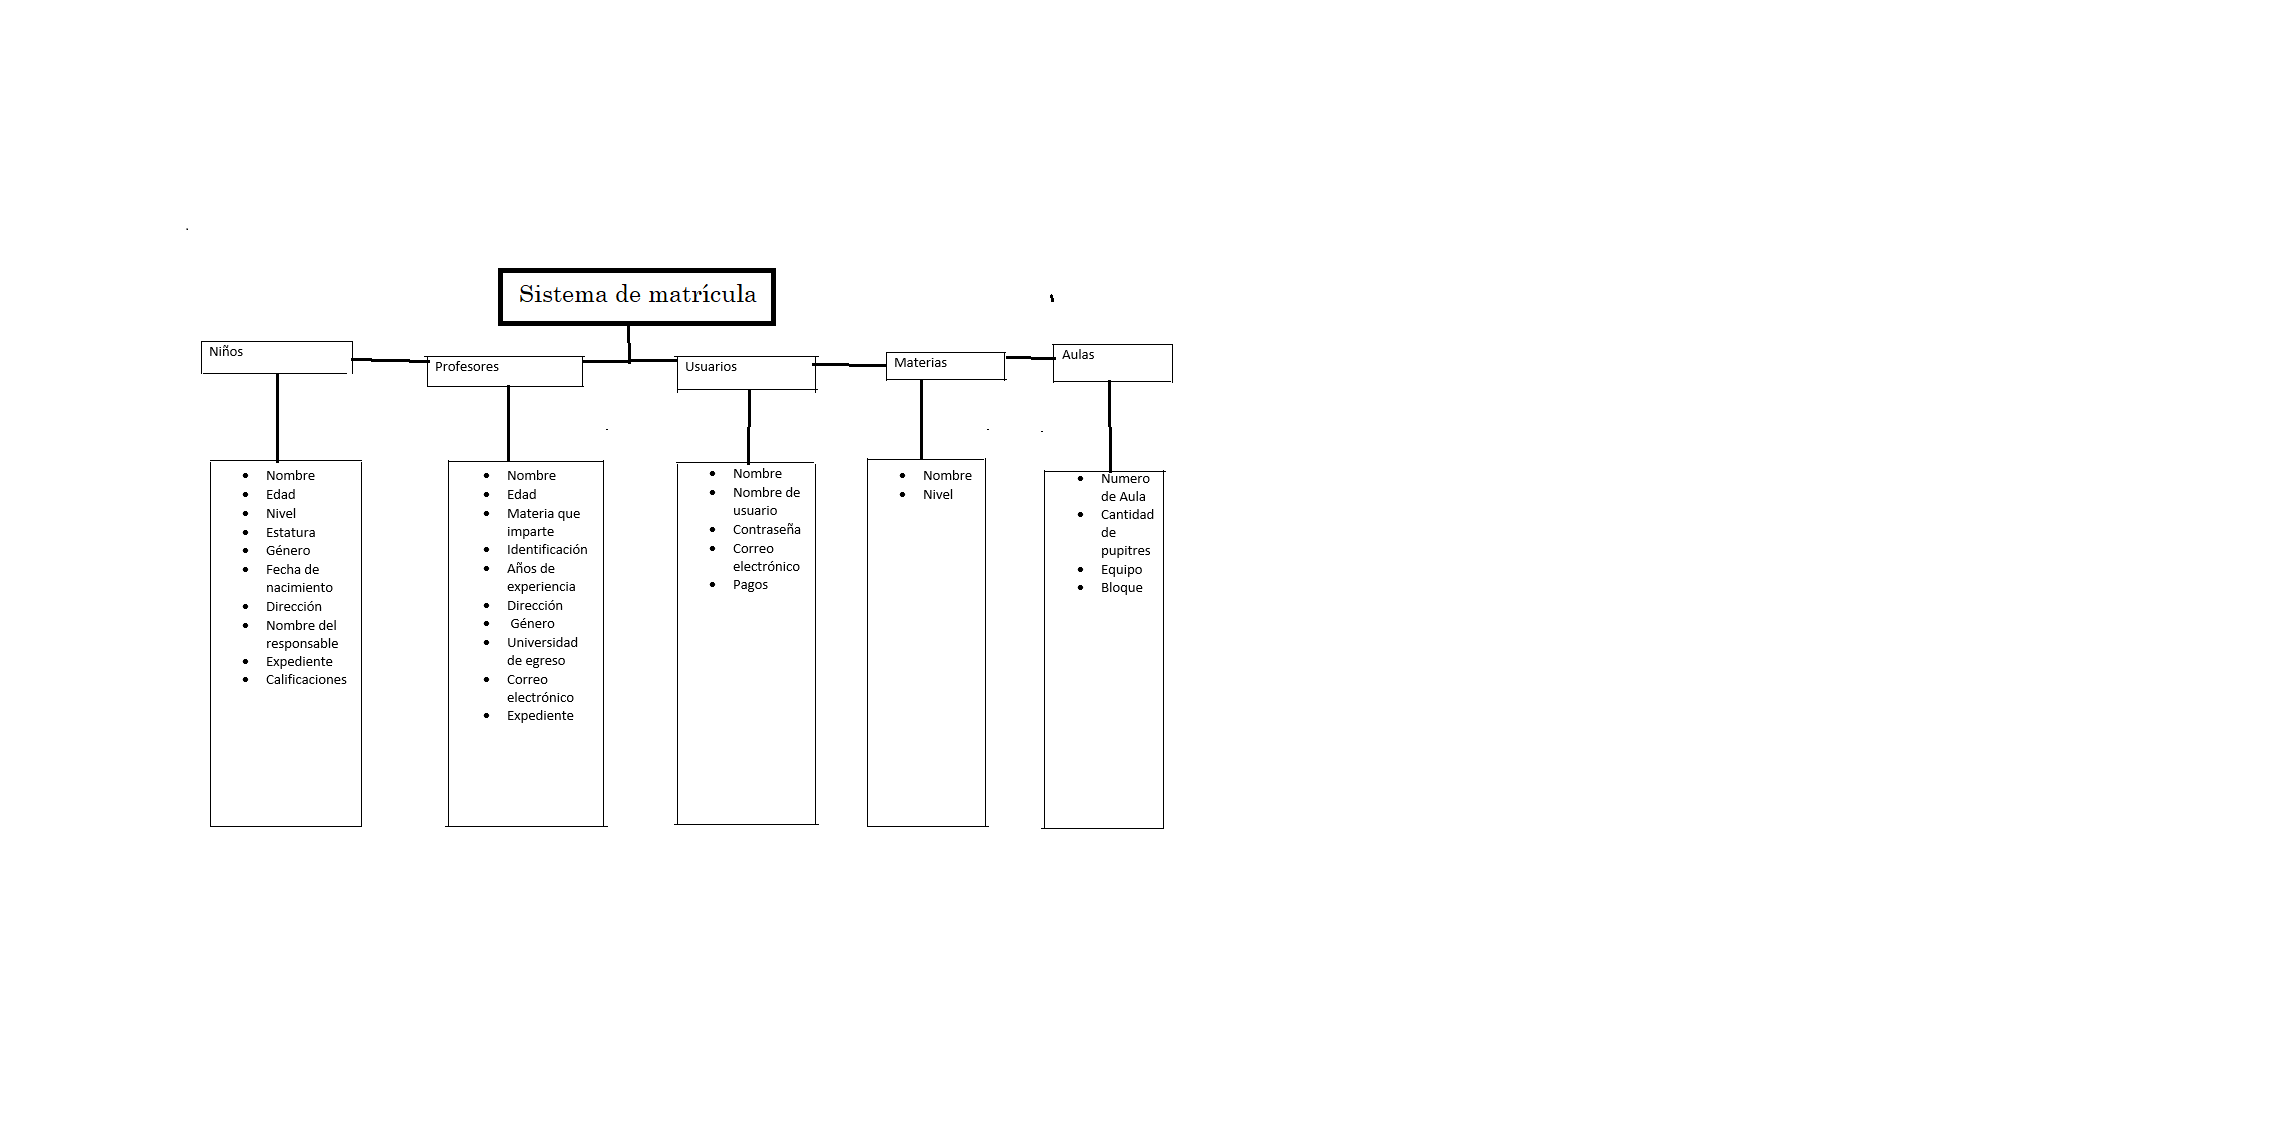 Sistema de matrícula
Niños
Profesores
Usuarios
Materias
Aulas
• Nombre
• Edad
• Nivel
• Estatura
• Género
• Fecha de
nacimiento
• Dirección
• Nombre del
responsable
• Expediente
• Calificaciones
• Nombre
• Edad
• Materia que
imparte
• Identificación
• Años de
experiencia
• Dirección
• Género
• Universidad
de egreso
• Correo
electrónico
• Expediente
• Nombre
• Nombre de
usuario
• Contraseña
• Correo
electrónico
• Pagos
• Nombre
• Nivel
• Numero
de Aula
• Cantidad
de
pupitres
• Equipo
• Bloque